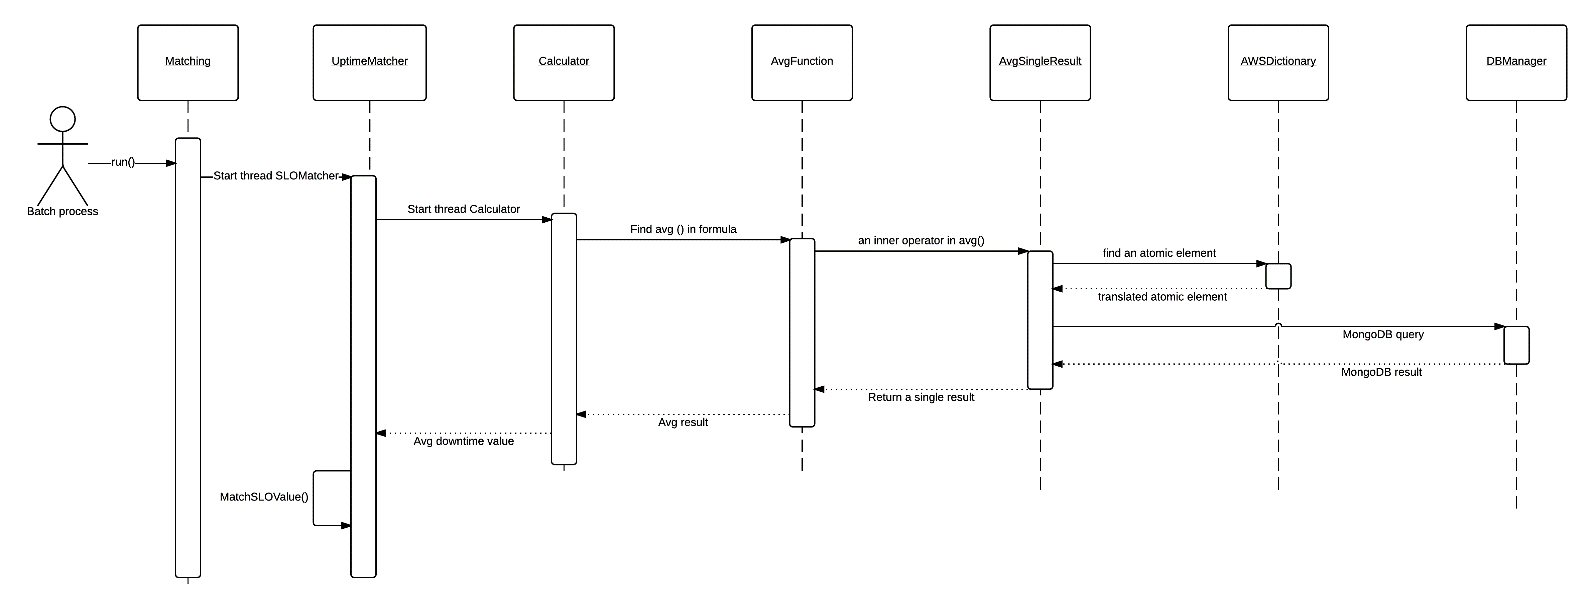 Matching
UptimeMatcher
Calculator
AvgFunction
AvgSingleResult
AWSDictionary
DBManager
run()
Start thread SLOMatcher
Batch process
Start thread Calculator
Find avg () in formula
an inner operator in avg()
find an atomic element
translated atomic element
MongoDB query
MongoDB result
Return a single result
Avg result
Avg downtime value
MatchSLOValue()